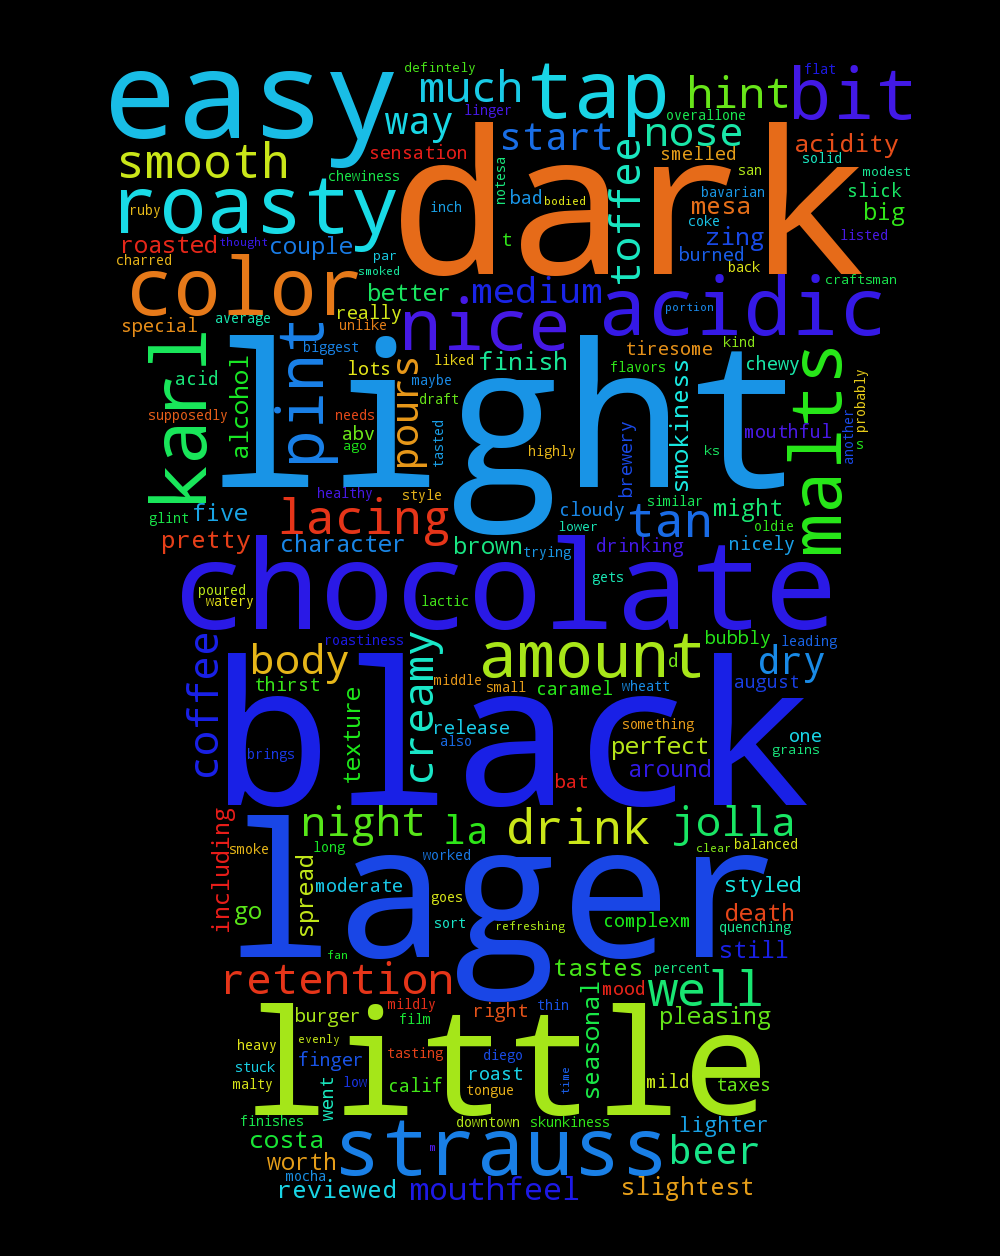 easy
defintely
much
linger
tap
hint
flat
bit
way
start
overallone
nose
acidity
smooth
sensation
chewiness
notesa
smelled
solid
san
modest
roasty
dark
toffee
ruby
inch
bad
bodied
bavarian
mesa
coke
slick
big
roasted
thought
couple
par
t
zing
listed
charred
smoked
burned
back
craftsman
color
better
medium
nice
acidic
portion
special
average
really
unlike
karl
pint
biggest
lots
liked
finish
tiresome
kind
chewy
acid
alcohol
light
pours
maybe
draft
flavors
smokiness
malts
probably
supposedly
needs
abv
ago
tasted
highly
brewery
ks
mouthful
another
s
healthy
style
glint
five
lacing
cloudy
similar
might
lower
tan
oldie
pretty
character
brown
trying
drinking
nicely
chocolate
poured
watery
lactic
gets
coffee
roastiness
creamy
bubbly
leading
body
amount
d
dry
thirst
middle
small
caramel
wheatt
august
black
texture
release
something
one
brings
also
perfect
grains
around
bat
night
la
drink
jolla
including
smoke
long
worked
clear
balanced
lager
spread
moderate
goes
styled
go
sort
refreshing
complexm
death
quenching
fan
still
retention
tastes
percent
mood
well
burger
mildly
film
right
thin
seasonal
pleasing
little
heavy
evenly
stuck
finger
tasting
diego
malty
went
low
calif
roast
tongue
time
mild
taxes
finishes
downtown
skunkiness
lighter
costa
strauss
m
beer
worth
mocha
reviewed
mouthfeel
slightest